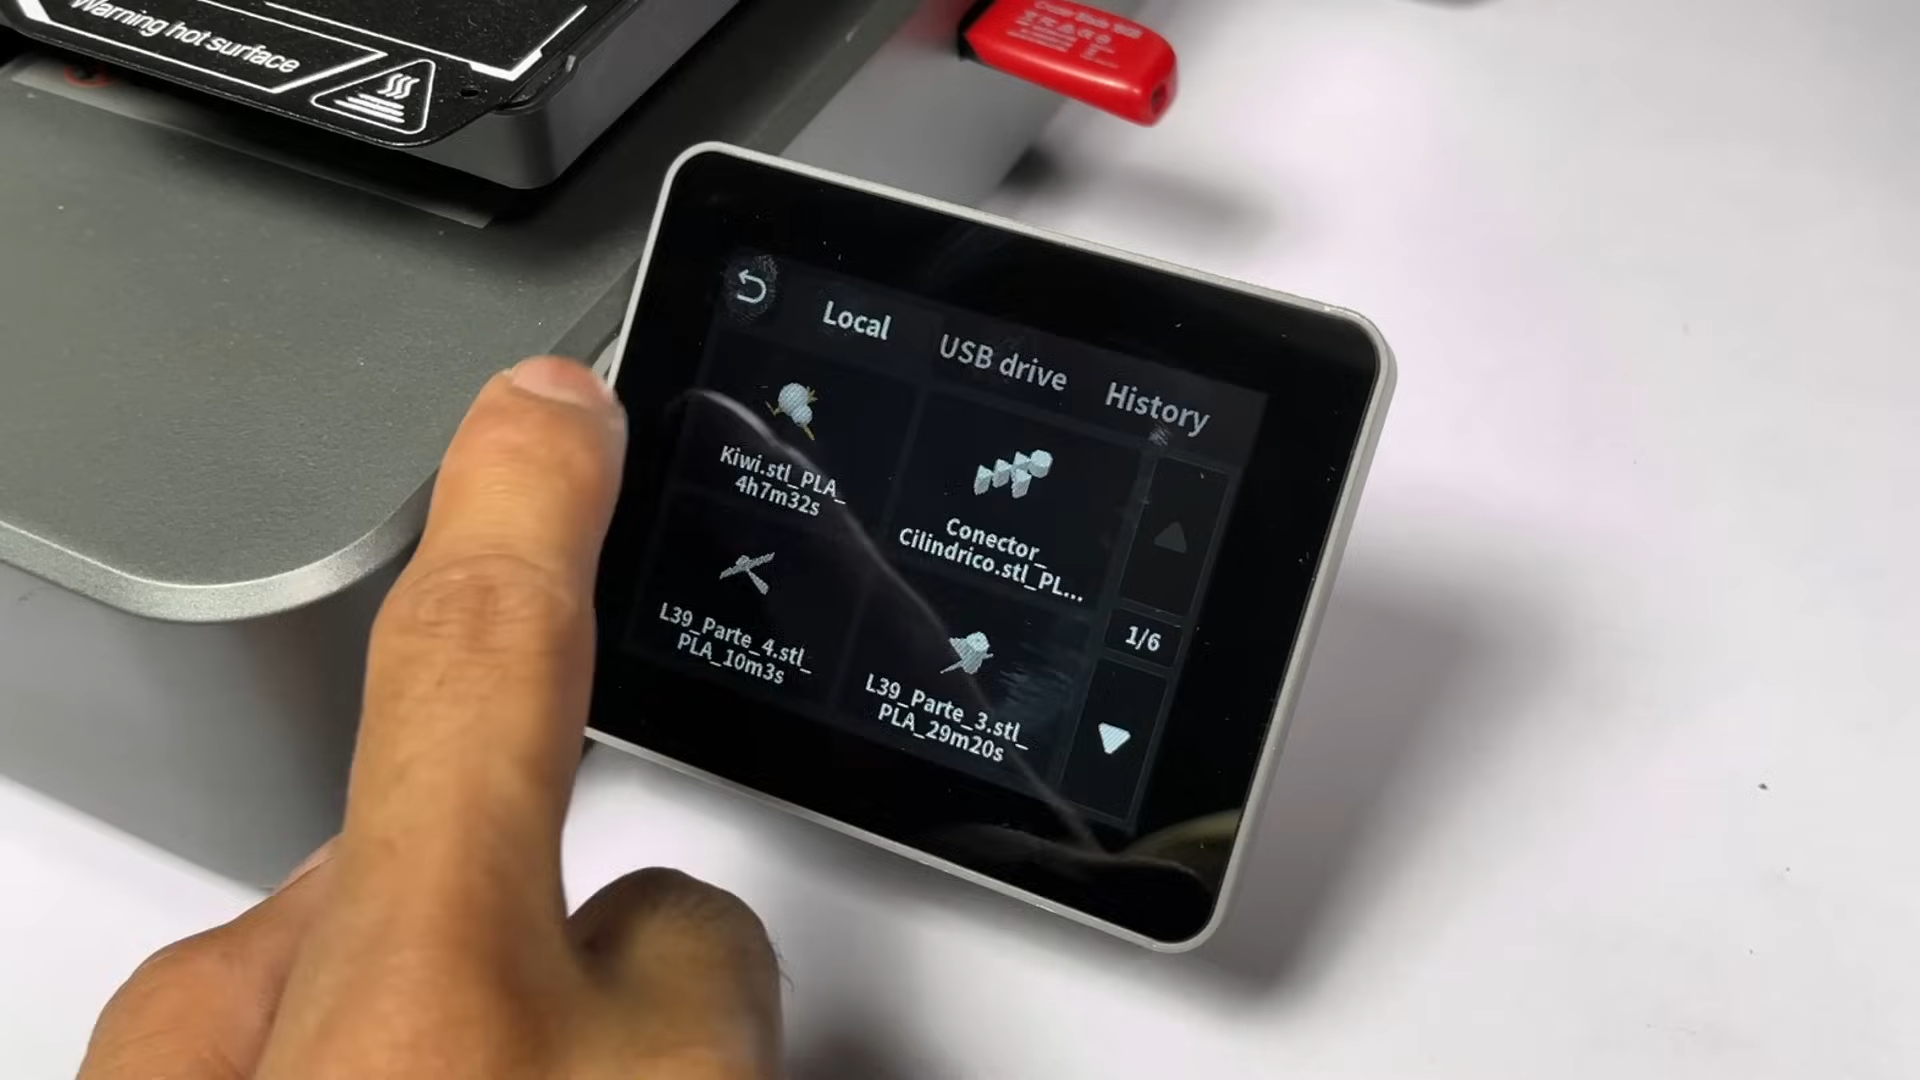 Warning hot surface
Local
USB drive
History
Kiwi.stl_PLA_
4h7m32s
Conector_
Cilindrico.stl_PL...
L39_Parte_4.stl_
PLA_10m3s
L39_Parte_3.stl_
PLA_29m20s
1/6